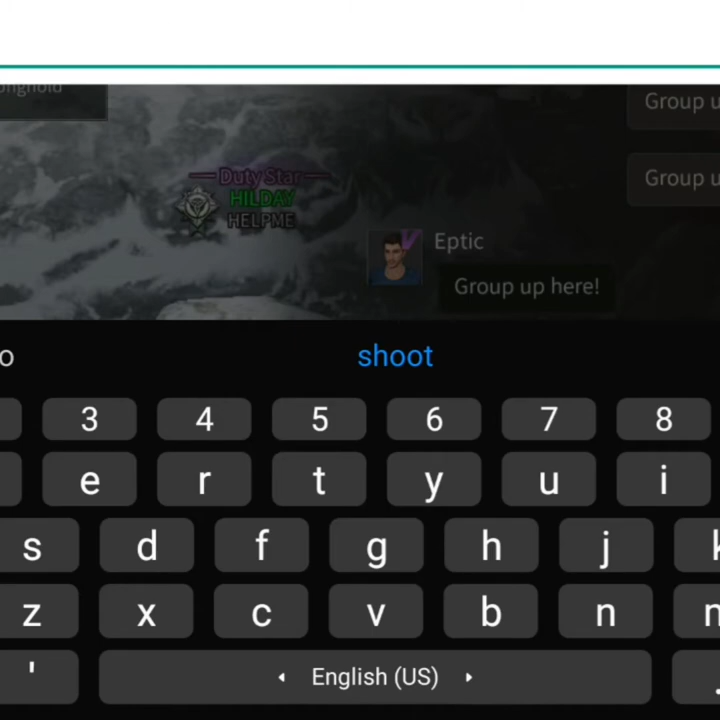 Group u
Duty Star
HILDAY
HELPME
Group u
Eptic
Group up here!
o
shoot
3 4 5 6 7 8
e r t y u i
s d f g h j k
z x c v b n
' English (US)